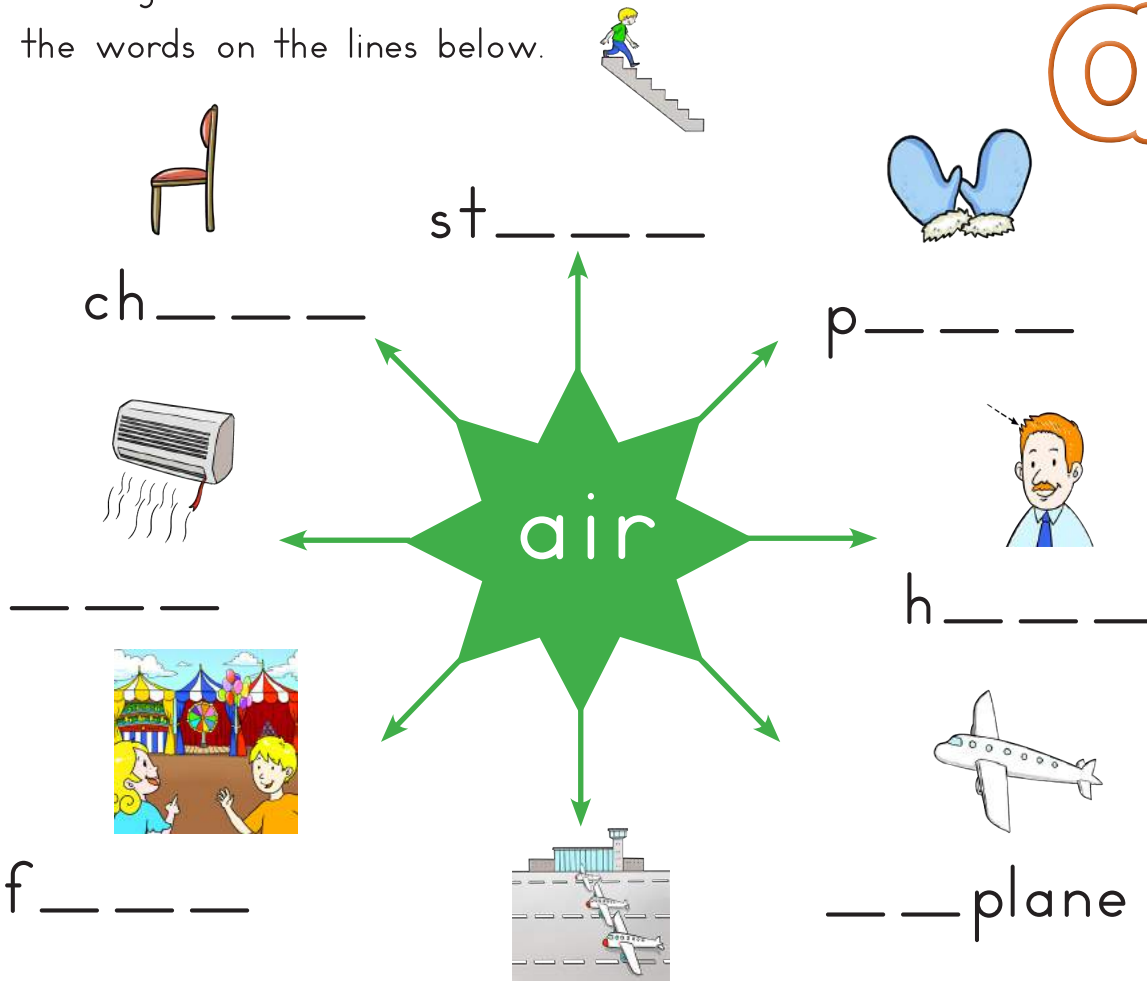 the words on the lines below.
st_ _ _
ch_ _ _
p_ _ _
air
_ _ _
h_ _ _
f_ _ _
_ _plane